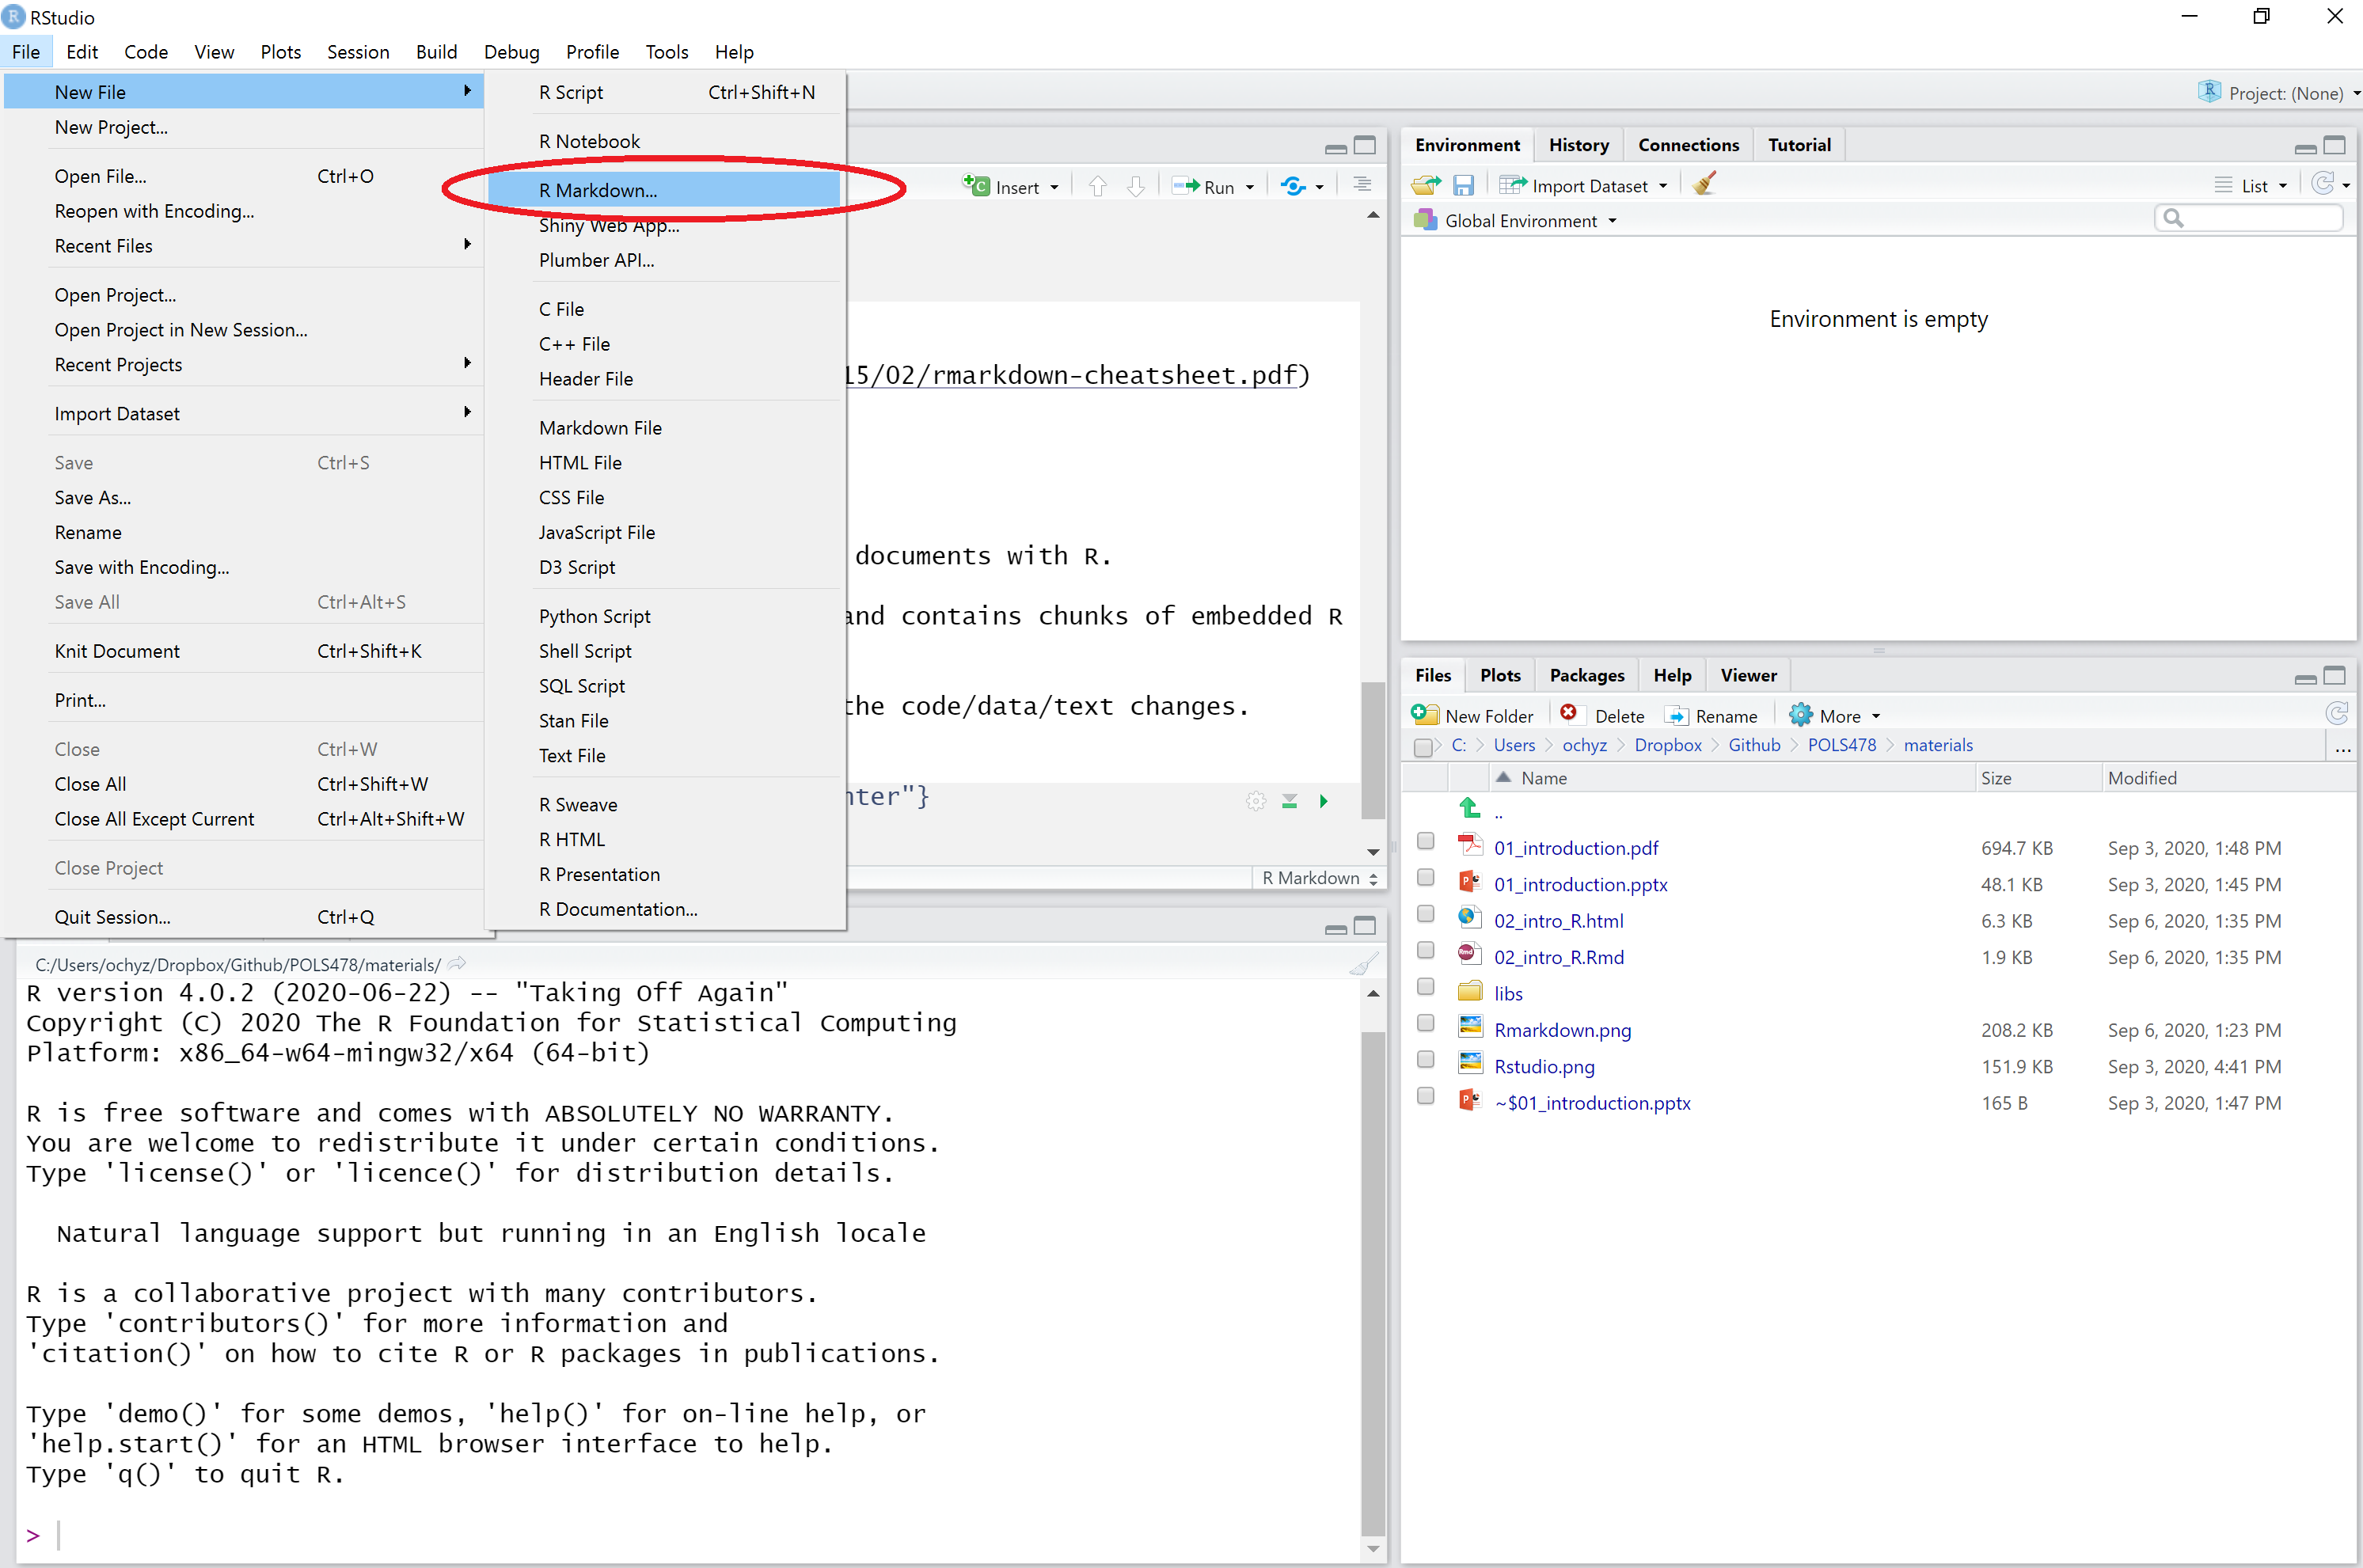 RStudio
File Edit Code View Plots Session Build Debug Profile Tools Help
New File
New Project...
Open File... Ctrl+O
Reopen with Encoding...
Recent Files
Open Project...
Open Project in New Session...
Recent Projects
Import Dataset
Save Ctrl+S
Save As...
Rename
Save with Encoding...
Save All Ctrl+Alt+S
Knit Document Ctrl+Shift+K
Print...
Close Ctrl+W
Close All Ctrl+Shift+W
Close All Except Current Ctrl+Alt+Shift+W
Close Project
Quit Session... Ctrl+Q
R Script Ctrl+Shift+N
R Notebook
R Markdown...
Shiny Web App...
Plumber API...
C File
C++ File
Header File
Markdown File
HTML File
CSS File
JavaScript File
D3 Script
Python Script
Shell Script
SQL Script
Stan File
Text File
R Sweave
R HTML
R Presentation
R Documentation...
Insert Run
15/02/rmarkdown-cheatsheet.pdf)
documents with R.
and contains chunks of embedded R
the code/data/text changes.
nter"}
R Markdown
C:/Users/ochyz/Dropbox/Github/POLS478/materials/
R version 4.0.2 (2020-06-22) -- "Taking Off Again"
Copyright (C) 2020 The R Foundation for Statistical Computing
Platform: x86_64-w64-mingw32/x64 (64-bit)
R is free software and comes with ABSOLUTELY NO WARRANTY.
You are welcome to redistribute it under certain conditions.
Type 'license()' or 'licence()' for distribution details.
Natural language support but running in an English locale
R is a collaborative project with many contributors.
Type 'contributors()' for more information and
'citation()' on how to cite R or R packages in publications.
Type 'demo()' for some demos, 'help()' for on-line help, or
'help.start()' for an HTML browser interface to help.
Type 'q()' to quit R.
>
Project: (None)
Environment History Connections Tutorial
Import Dataset List
Global Environment
Environment is empty
Files Plots Packages Help Viewer
New Folder Delete Rename More
C: Users ochyz Dropbox Github POLS478 materials ...
Name Size Modified
..
01_introduction.pdf 694.7 KB Sep 3, 2020, 1:48 PM
01_introduction.pptx 48.1 KB Sep 3, 2020, 1:45 PM
02_intro_R.html 6.3 KB Sep 6, 2020, 1:35 PM
02_intro_R.Rmd 1.9 KB Sep 6, 2020, 1:35 PM
libs
Rmarkdown.png 208.2 KB Sep 6, 2020, 1:23 PM
Rstudio.png 151.9 KB Sep 3, 2020, 4:41 PM
~$01_introduction.pptx 165 B Sep 3, 2020, 1:47 PM